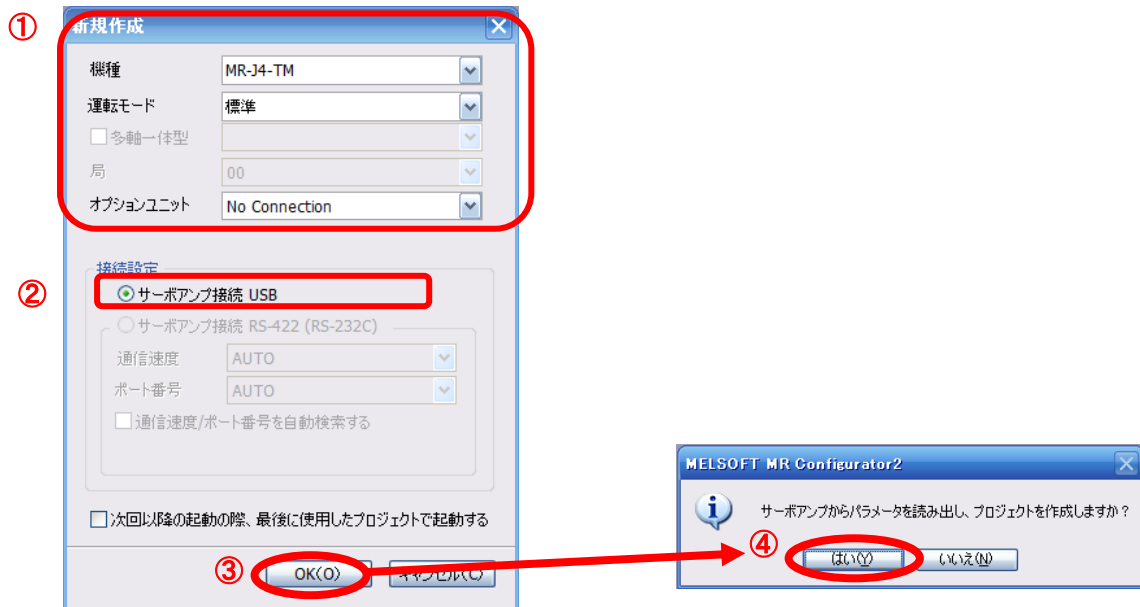 ①
新規作成
機種
MR-J4-TM
運転モード
標準
多軸一体型
局
00
オプションユニット
No Connection
接続設定
②
サーボアンプ接続 USB
サーボアンプ接続 RS-422 (RS-232C)
通信速度
AUTO
ポート番号
AUTO
通信速度/ポート番号を自動検索する
次回以降の起動の際、最後に使用したプロジェクトで起動する
③
OK(O)
キャンセル(C)
MELSOFT MR Configurator2
サーボアンプからパラメータを読み出し、プロジェクトを作成しますか?
④
はい(Y)
いいえ(N)